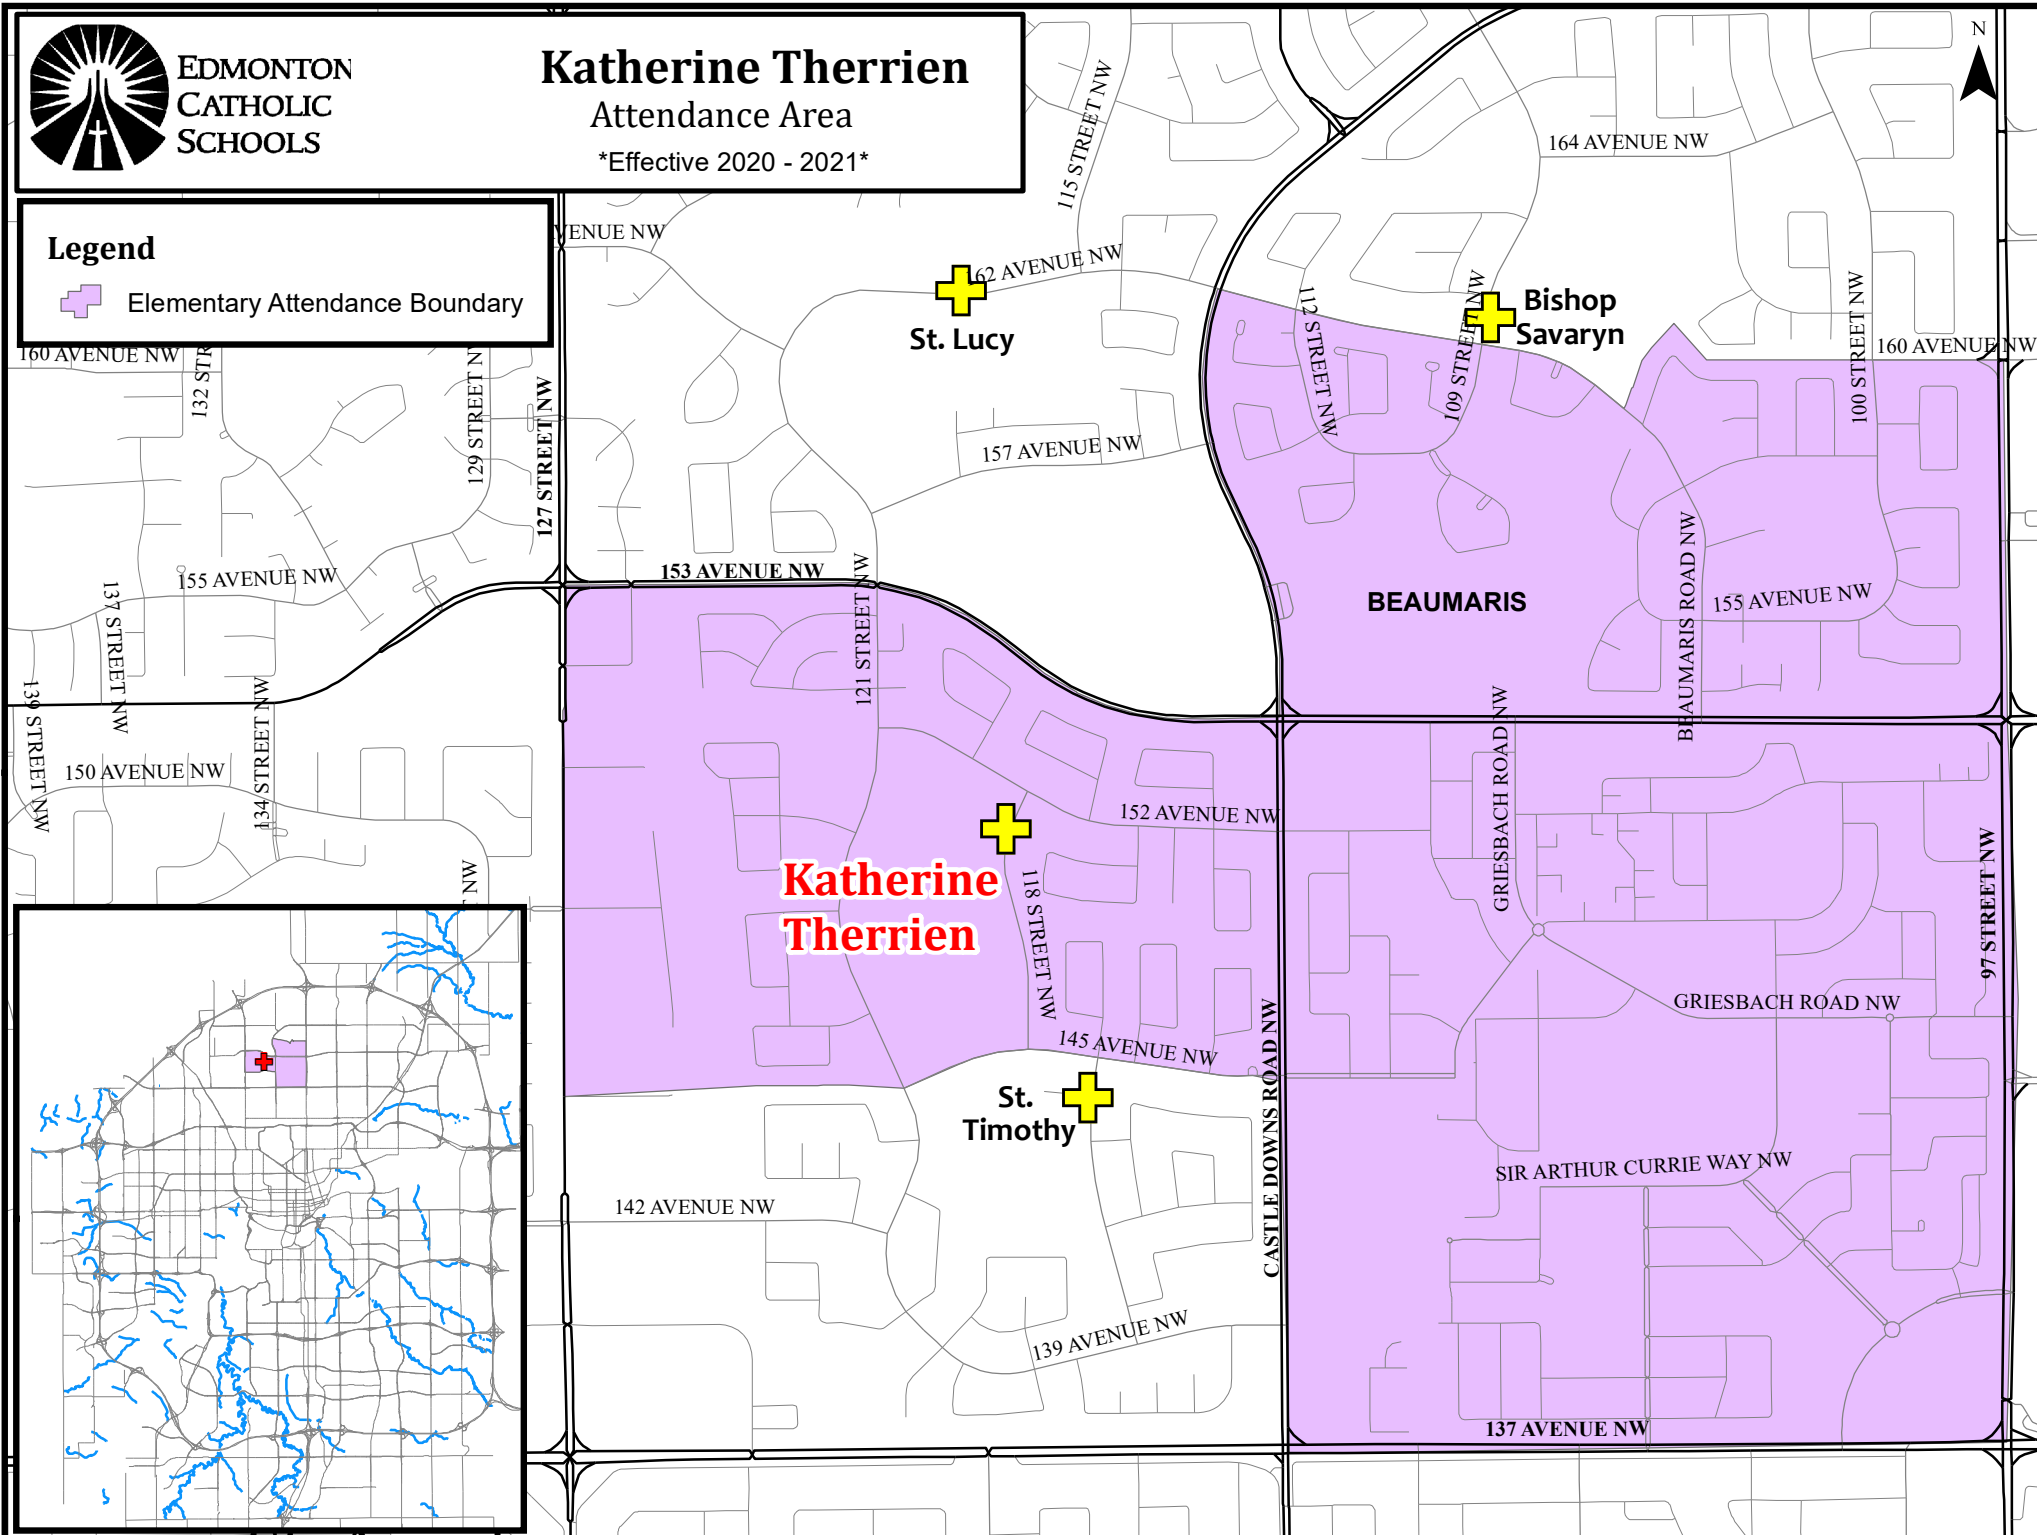 EDMONTON
CATHOLIC
SCHOOLS
Katherine Therrien
Attendance Area
*Effective 2020 - 2021*
N
Legend
Elementary Attendance Boundary
115 STREET NW
164 AVENUE NW
AVENUE NW
162 AVENUE NW
St. Lucy
Bishop
Savaryn
112 STREET NW
109 STREET NW
100 STREET NW
160 AVENUE NW
160 AVENUE NW
132 STR
129 STREET NW
127 STREET NW
157 AVENUE NW
153 AVENUE NW
155 AVENUE NW
137 STREET NW
121 STREET NW
BEAUMARIS
BEAUMARIS ROAD NW
155 AVENUE NW
139 STREET NW
134 STREET NW
150 AVENUE NW
152 AVENUE NW
GRIESBACH ROAD NW
97 STREET NW
Katherine
Therrien
118 STREET NW
NW
GRIESBACH ROAD NW
145 AVENUE NW
CASTLE DOWNS ROAD NW
St.
Timothy
SIR ARTHUR CURRIE WAY NW
142 AVENUE NW
139 AVENUE NW
137 AVENUE NW